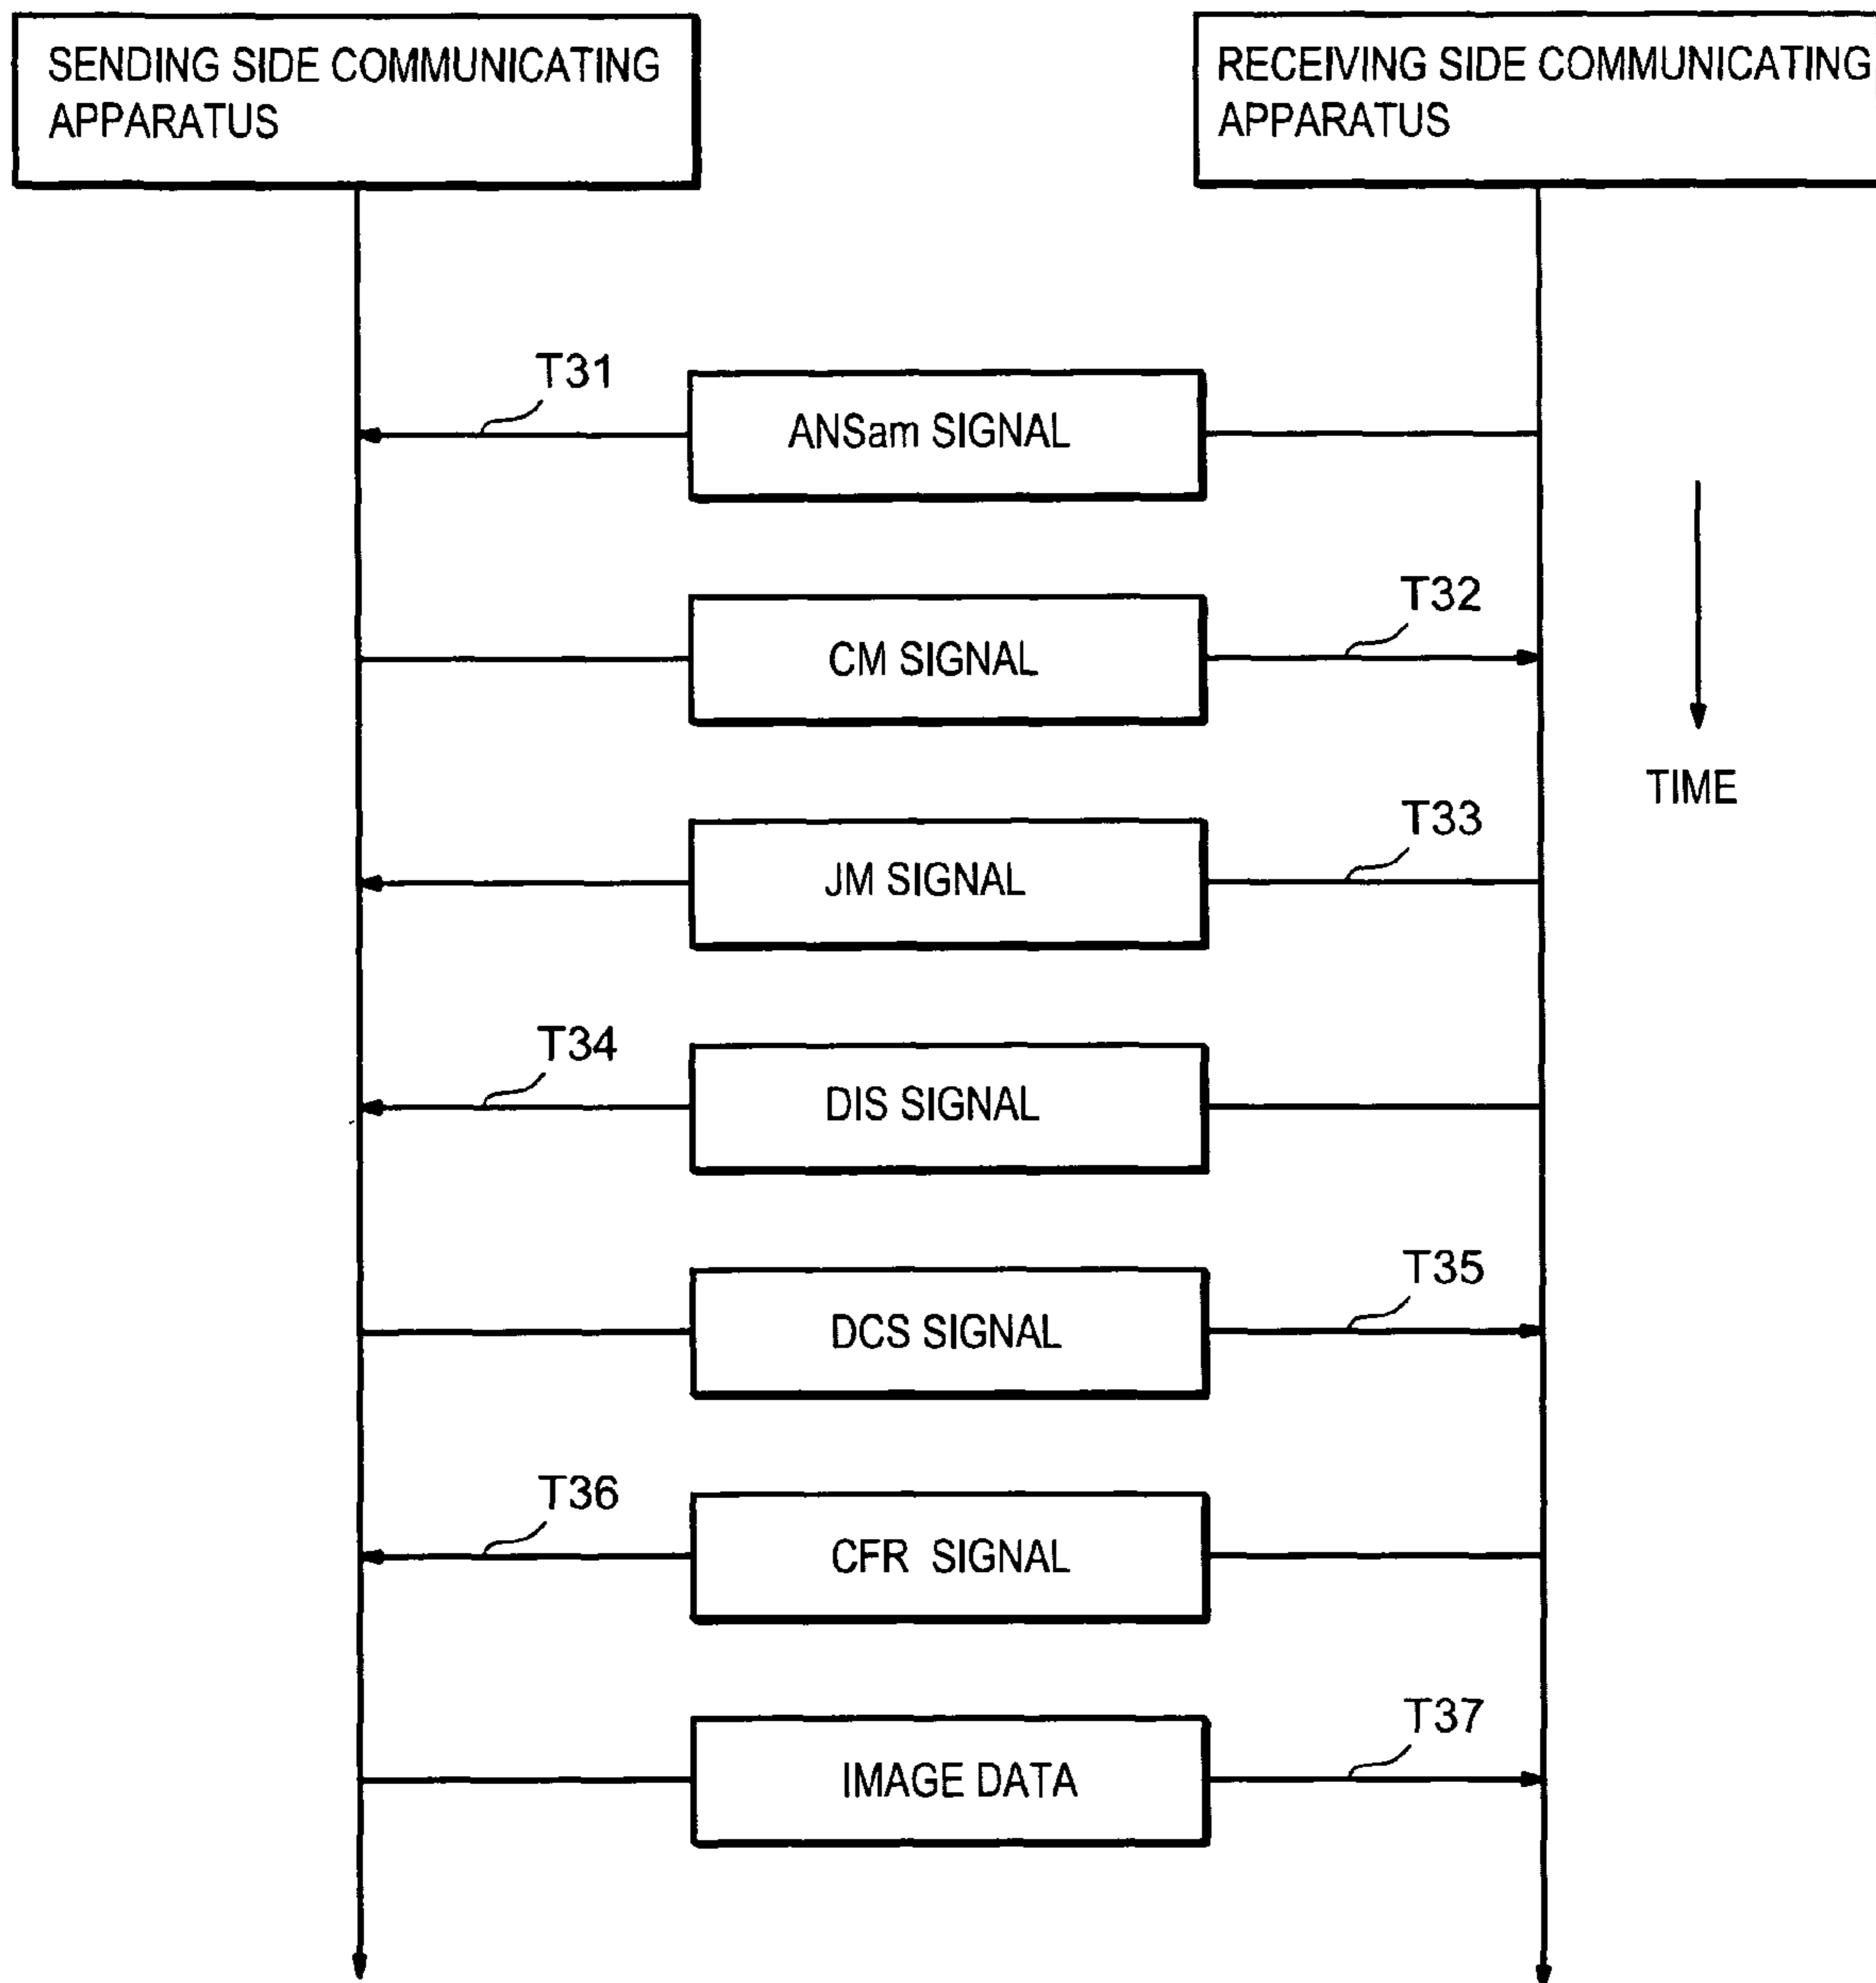 SENDING SIDE COMMUNICATING
APPARATUS
RECEIVING SIDE COMMUNICATING
APPARATUS
T31
ANSam SIGNAL
T32
CM SIGNAL
TIME
T33
JM SIGNAL
T34
DIS SIGNAL
T35
DCS SIGNAL
T36
CFR SIGNAL
T37
IMAGE DATA